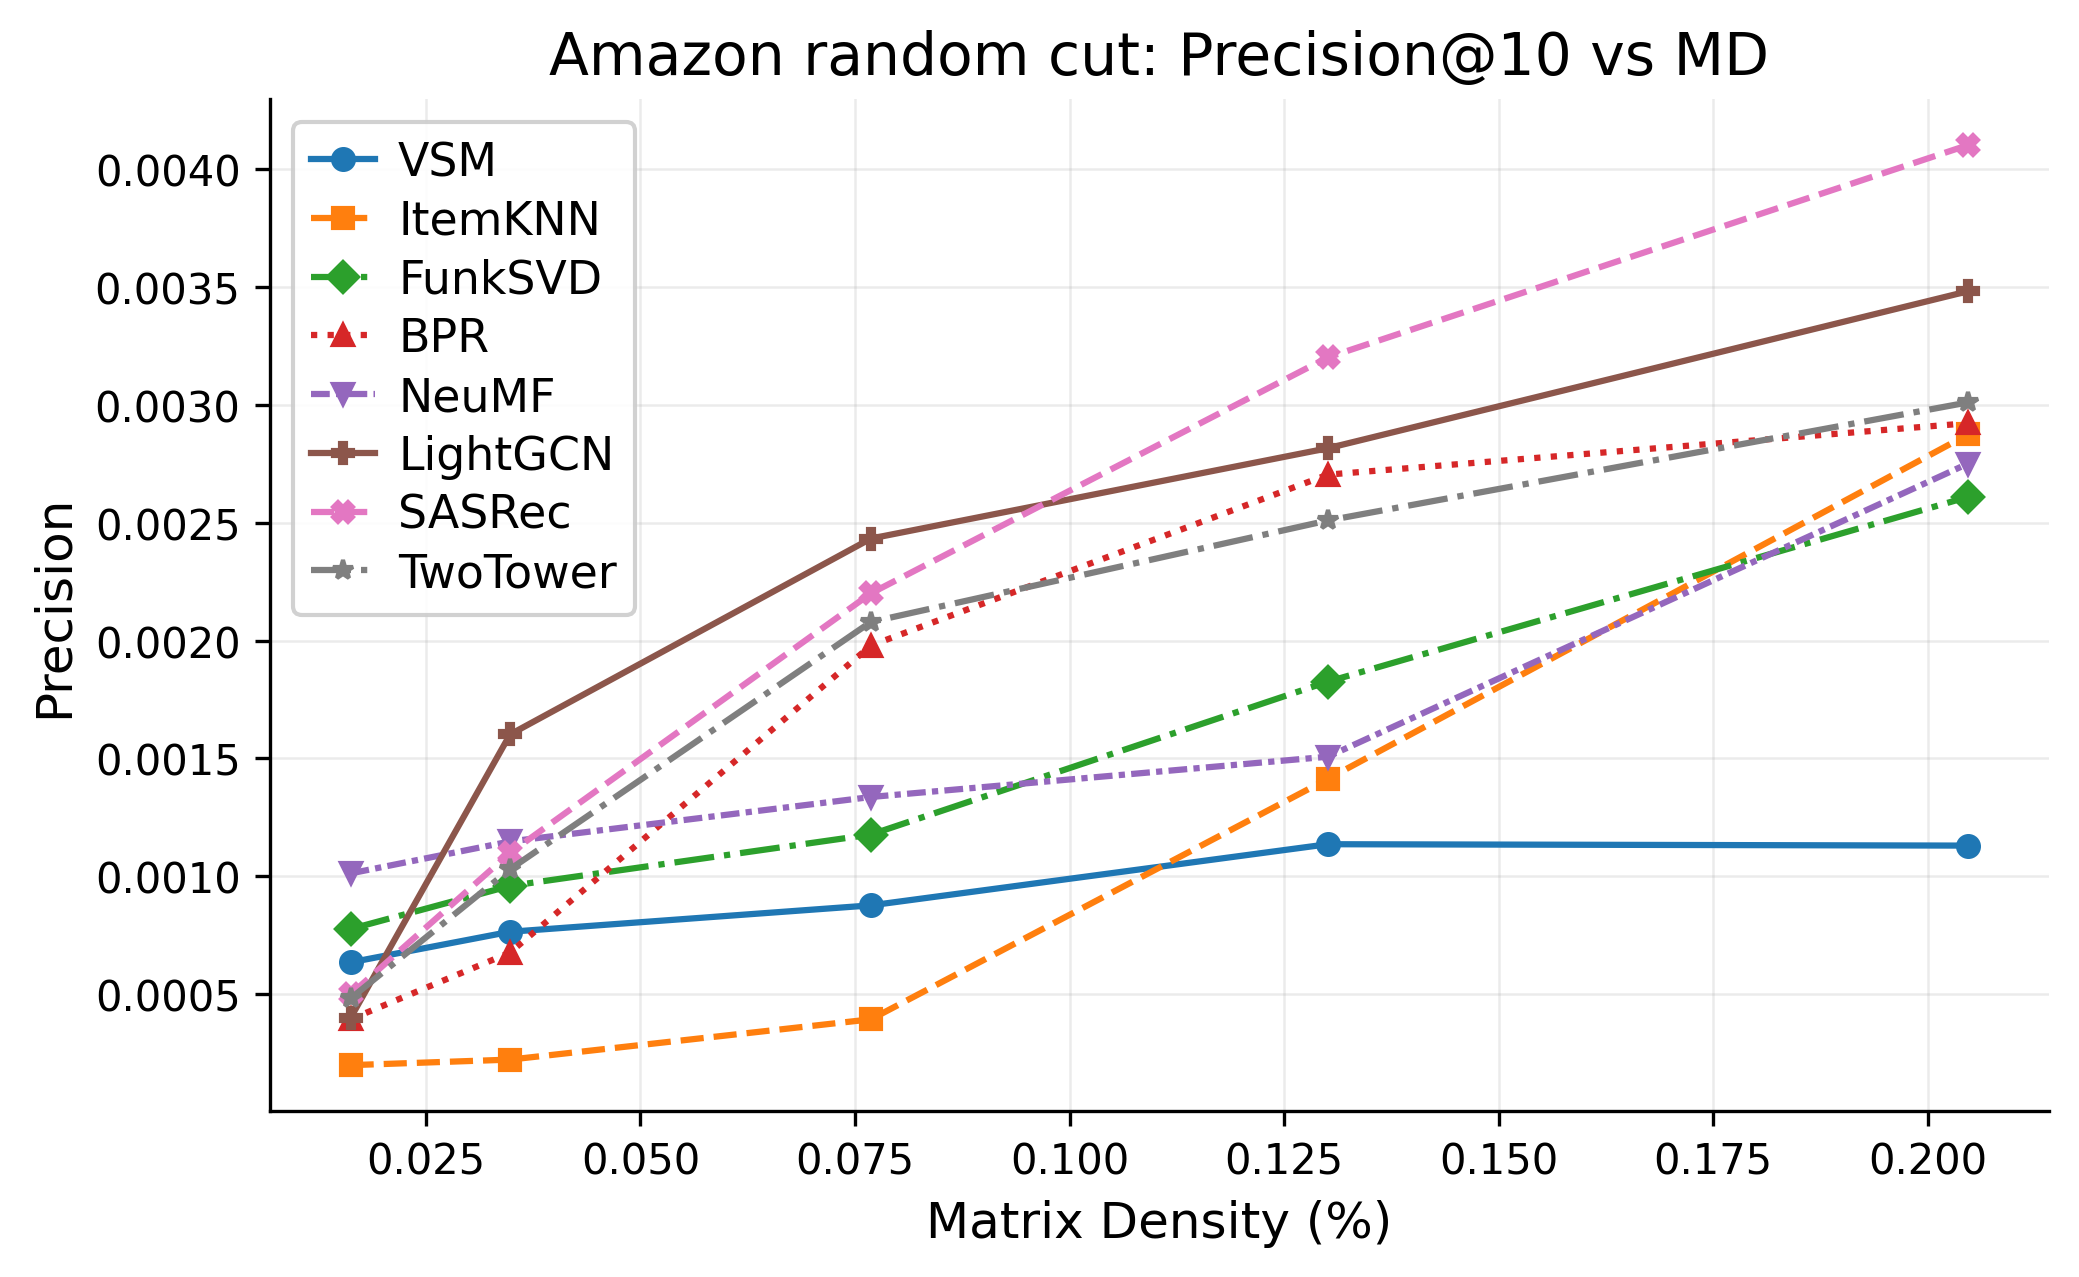 Amazon random cut: Precision@10 vs MD
VSM
ItemKNN
FunkSVD
BPR
NeuMF
LightGCN
SASRec
TwoTower
0.0040
0.0035
0.0030
0.0025
0.0020
0.0015
0.0010
0.0005
Precision
0.025 0.050 0.075 0.100 0.125 0.150 0.175 0.200
Matrix Density (%)